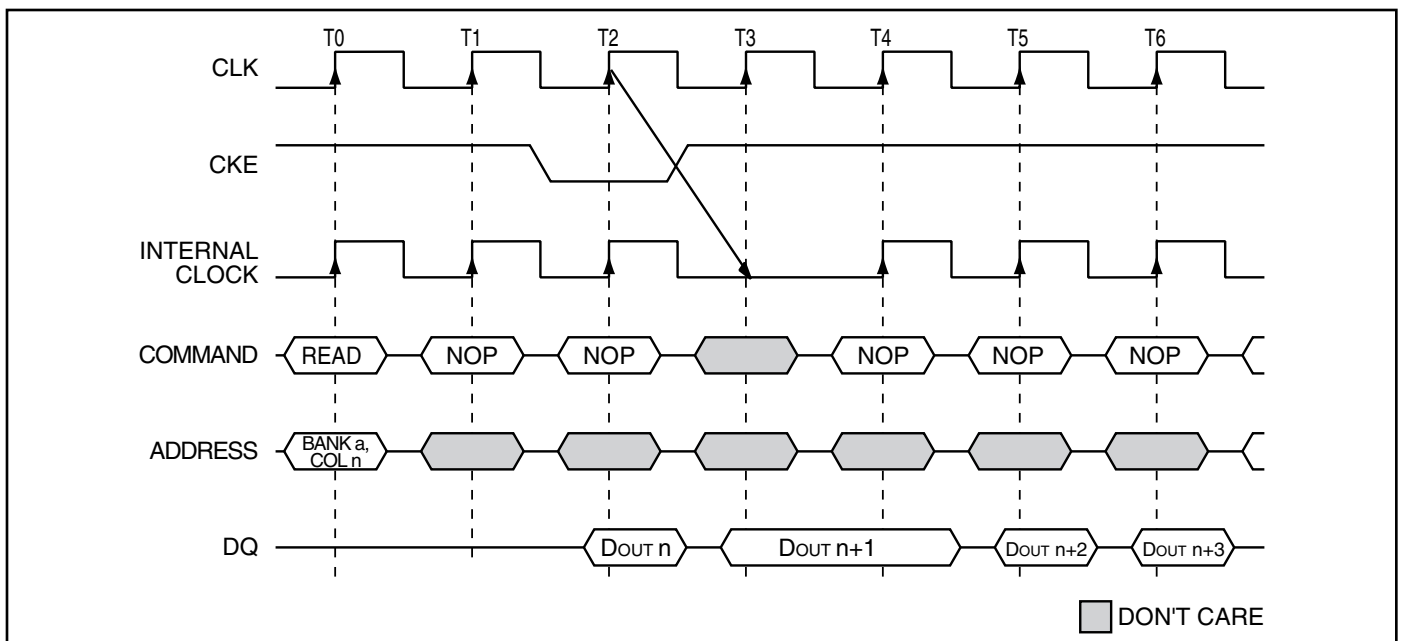 T0 T1 T2 T3 T4 T5 T6
CLK
CKE
INTERNAL
CLOCK
COMMAND READ NOP NOP NOP NOP NOP
ADDRESS BANK a,
COL n
DQ DOUT n DOUT n+1 DOUT n+2 DOUT n+3
DON'T CARE